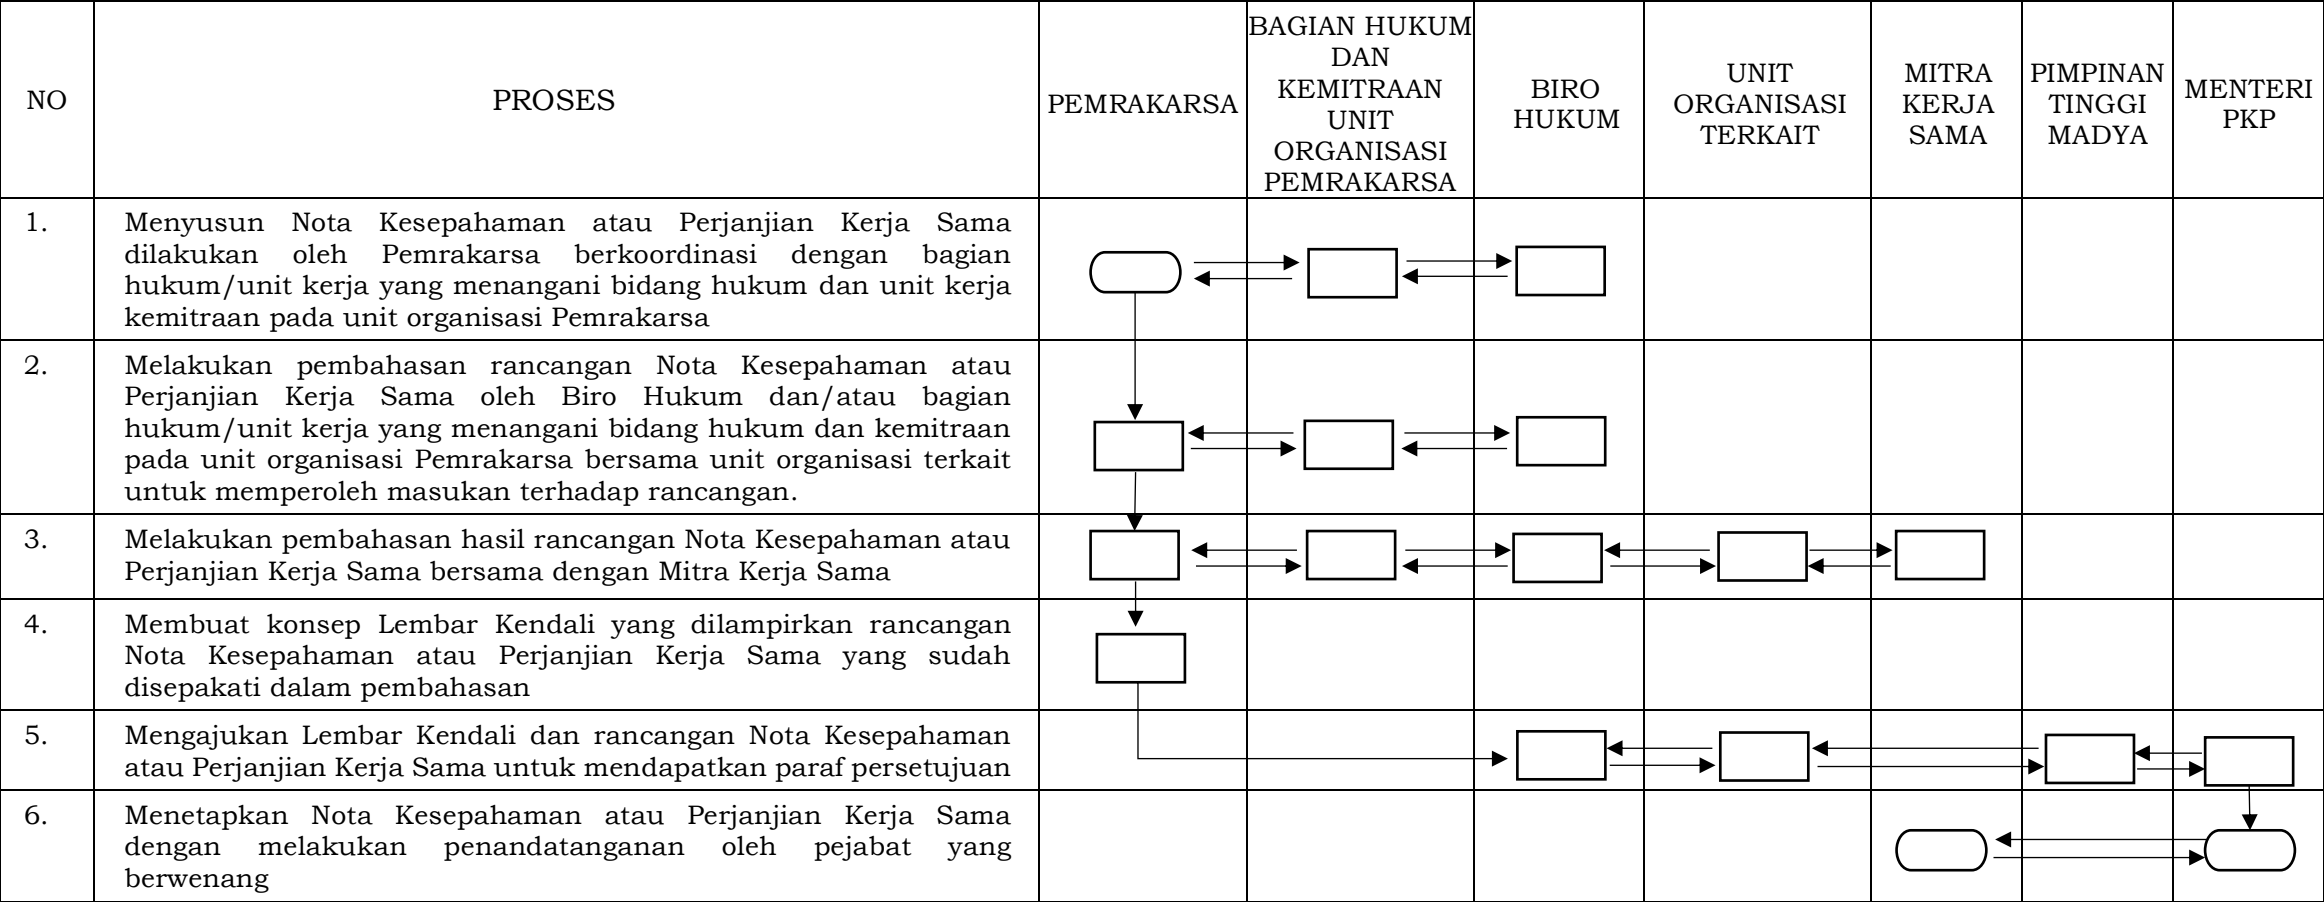 NO
PROSES
PEMRAKARSA
BAGIAN HUKUM
DAN
KEMITRAAN
UNIT
ORGANISASI
PEMRAKARSA
BIRO
HUKUM
UNIT
ORGANISASI
TERKAIT
MITRA
KERJA
SAMA
PIMPINAN
TINGGI
MADYA
MENTERI
PKP
1.
Menyusun Nota Kesepahaman atau Perjanjian Kerja Sama
dilakukan oleh Pemrakarsa berkoordinasi dengan bagian
hukum/unit kerja yang menangani bidang hukum dan unit kerja
kemitraan pada unit organisasi Pemrakarsa
2.
Melakukan pembahasan rancangan Nota Kesepahaman atau
Perjanjian Kerja Sama oleh Biro Hukum dan/atau bagian
hukum/unit kerja yang menangani bidang hukum dan kemitraan
pada unit organisasi Pemrakarsa bersama unit organisasi terkait
untuk memperoleh masukan terhadap rancangan.
3.
Melakukan pembahasan hasil rancangan Nota Kesepahaman atau
Perjanjian Kerja Sama bersama dengan Mitra Kerja Sama
4.
Membuat konsep Lembar Kendali yang dilampirkan rancangan
Nota Kesepahaman atau Perjanjian Kerja Sama yang sudah
disepakati dalam pembahasan
5.
Mengajukan Lembar Kendali dan rancangan Nota Kesepahaman
atau Perjanjian Kerja Sama untuk mendapatkan paraf persetujuan
6.
Menetapkan Nota Kesepahaman atau Perjanjian Kerja Sama
dengan melakukan penandatanganan oleh pejabat yang
berwenang